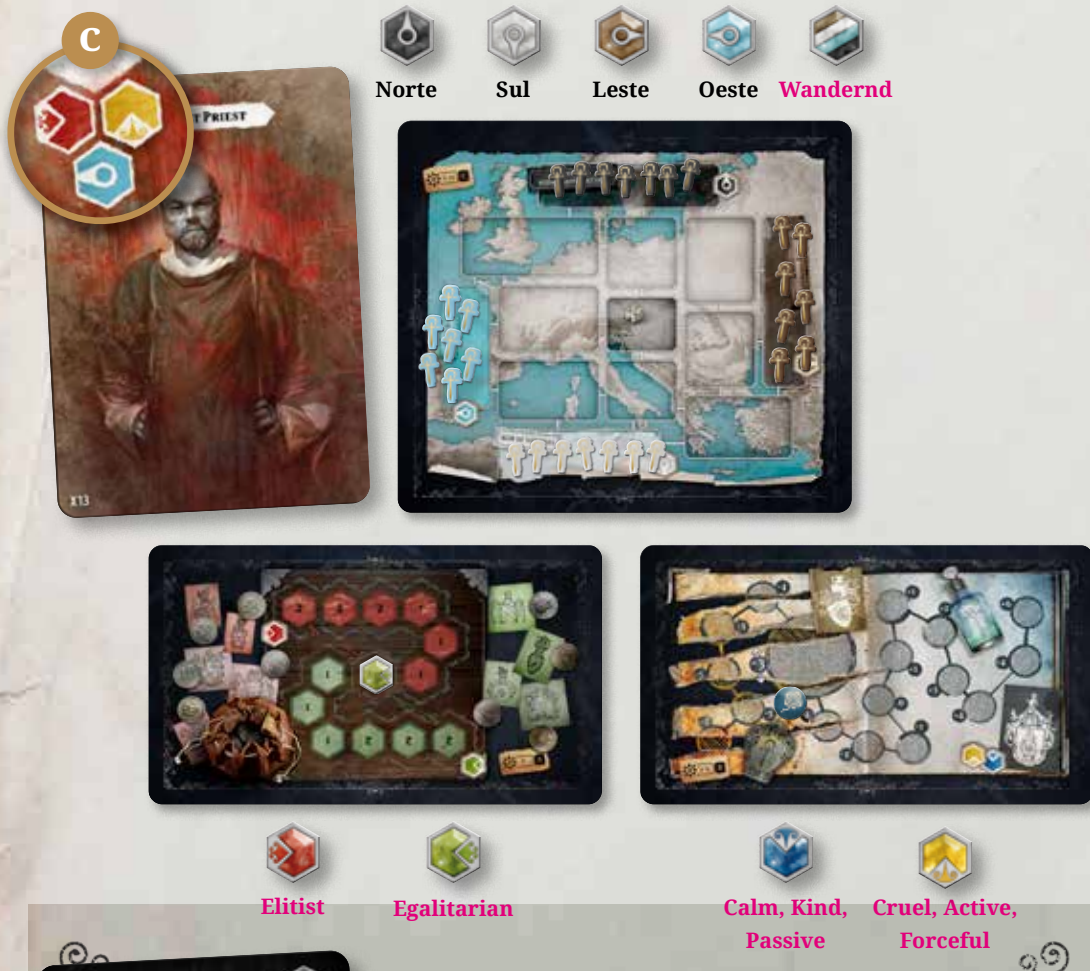 C
T PRIEST
X13
Norte Sul Leste Oeste Wandernd
Elitist Egalitarian
Calm, Kind,
Passive
Cruel, Active,
Forceful